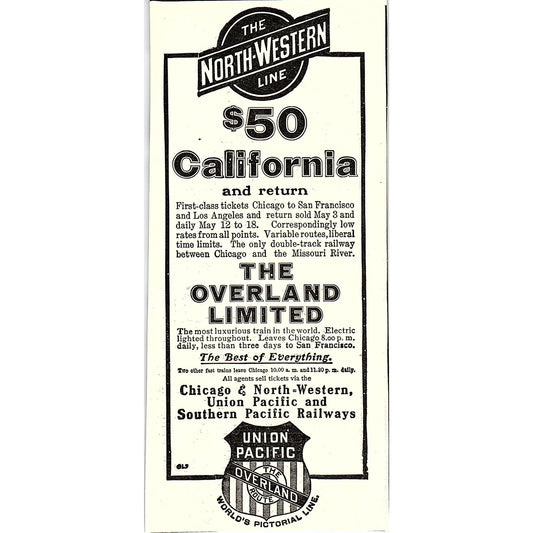 THE
NORTH-WESTERN
LINE
$50
California
and return
First-class tickets Chicago to San Francisco
and Los Angeles and return sold May 3 and
daily May 12 to 18. Correspondingly low
rates from all points. Variable routes, liberal
time limits. The only double-track railway
between Chicago and the Missouri River.
THE
OVERLAND
LIMITED
The most luxurious train in the world. Electric
lighted throughout. Leaves Chicago 8.00 p. m.
daily, less than three days to San Francisco.
The Best of Everything.
Two other fast trains leave Chicago 10.00 a. m. and 11.30 p. m. daily.
All agents sell tickets via the
Chicago & North-Western,
Union Pacific and
Southern Pacific Railways
UNION
PACIFIC
THE
OVERLAND
ROUTE
WORLD'S PICTORIAL LINE.